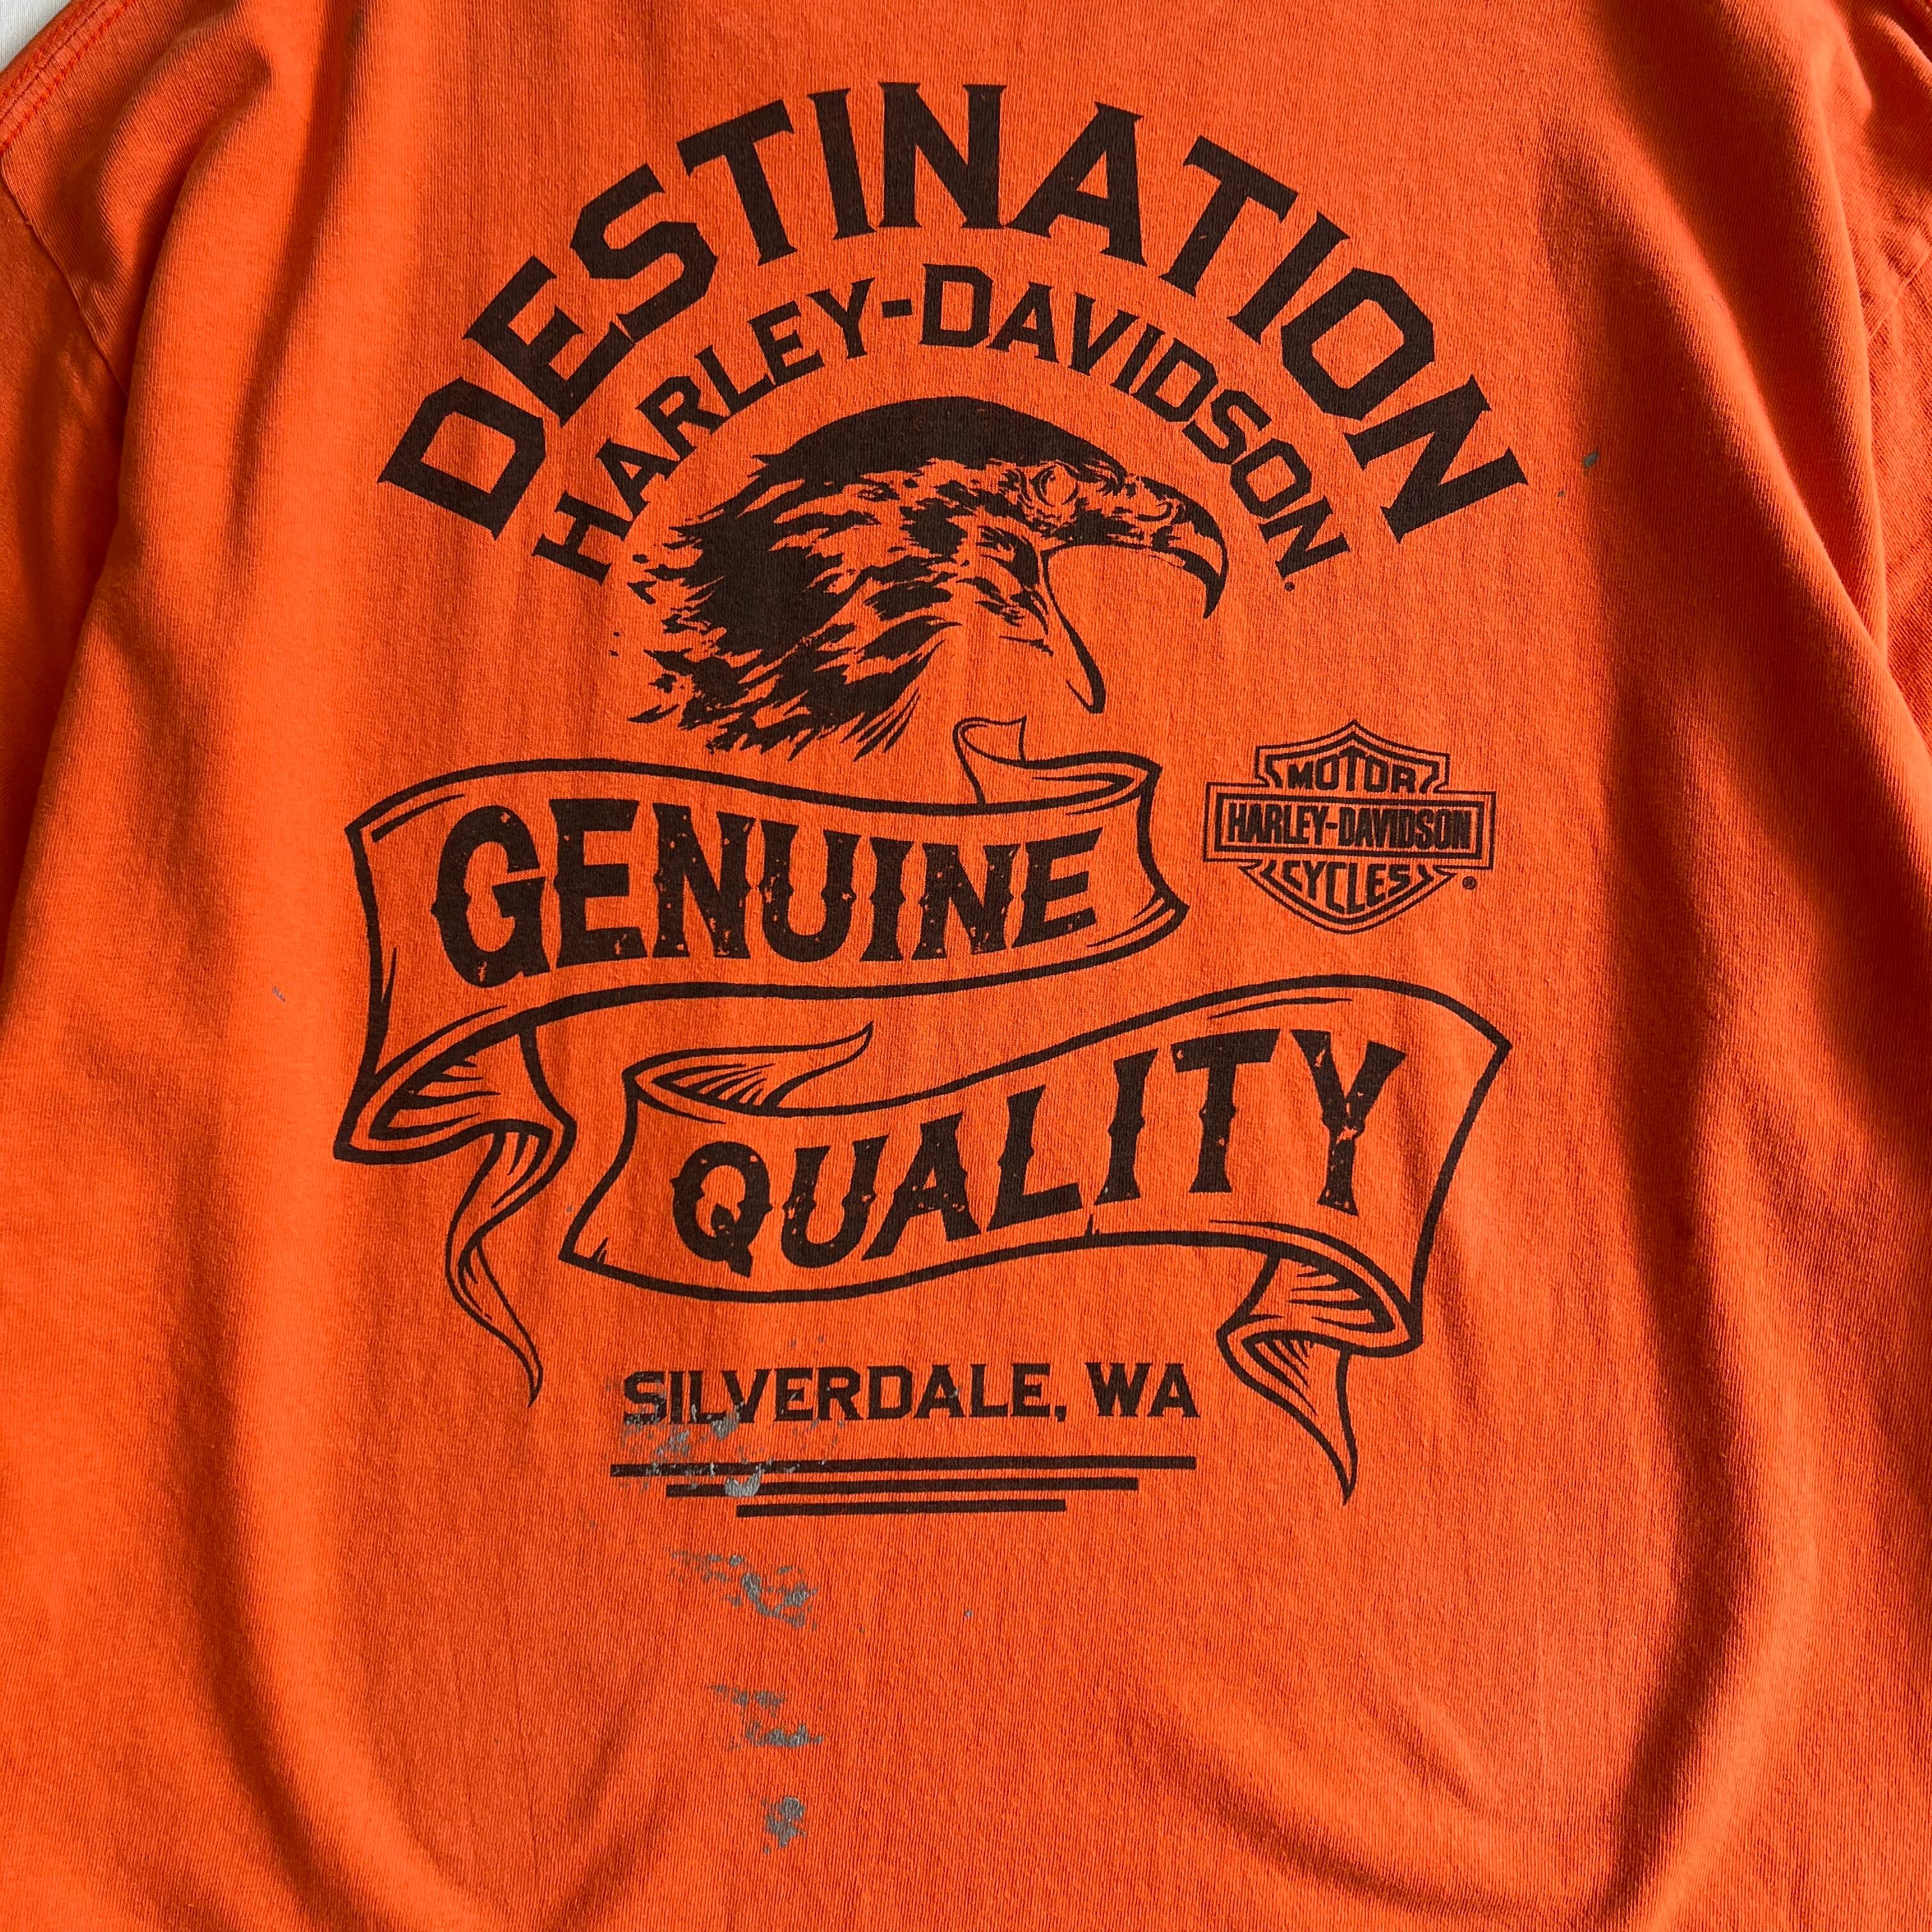 DESTINATION
HARLEY-DAVIDSON
GENUINE
MOTOR
HARLEY-DAVIDSON
CYCLES
QUALITY
SILVERDALE, WA